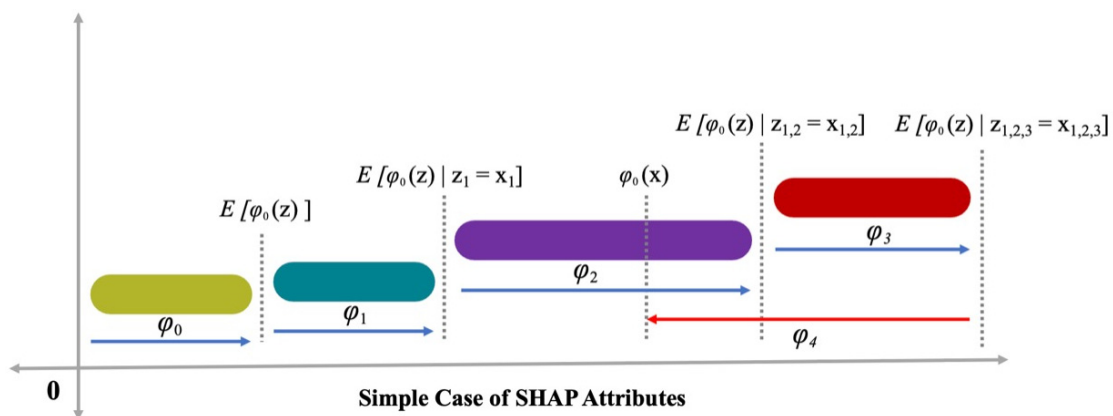 E [φ₀(z) | z₁,₂ = x₁,₂]
E [φ₀(z) | z₁,₂,₃ = x₁,₂,₃]
E [φ₀(z) | z₁ = x₁]
φ₀(x)
E [φ₀(z) ]
φ₃
φ₂
φ₁
φ₀
φ₄
0
Simple Case of SHAP Attributes